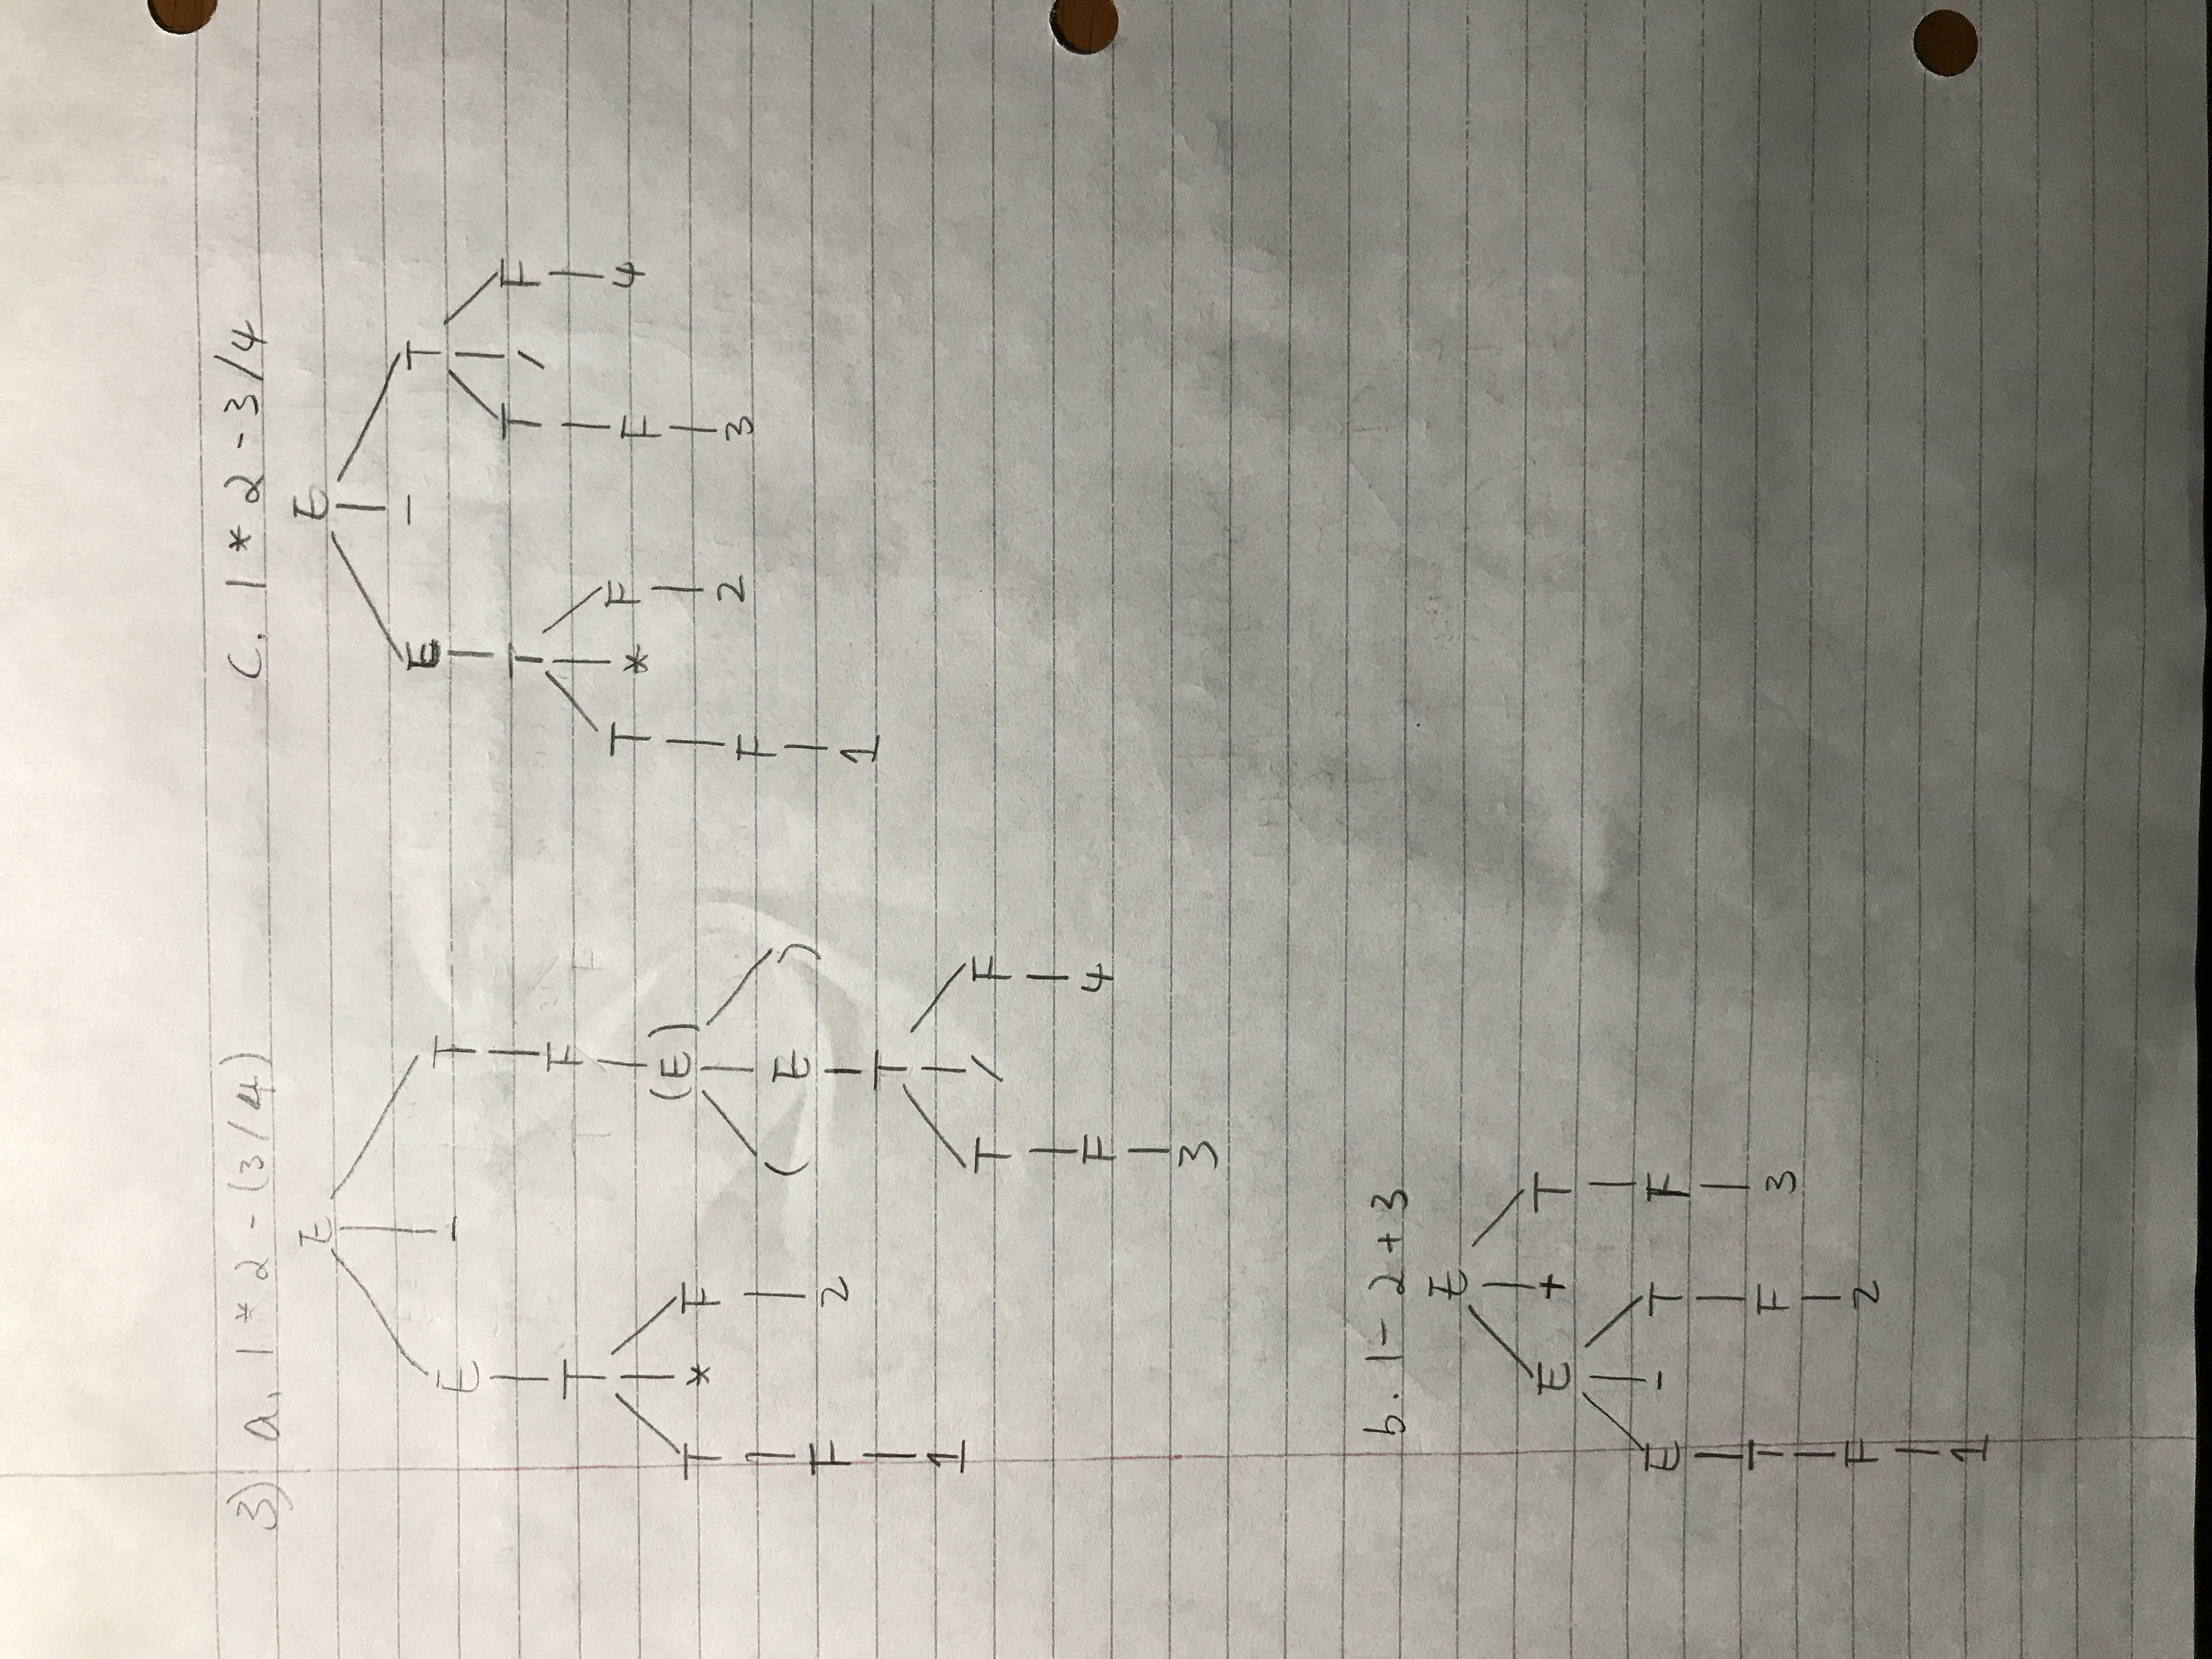 3) a. 1 * 2 - (3/4)
E
E - T
T F
T * F (E)
F 2 ( E )
1 T
T / F
F 4
3
b. 1 - 2 + 3
E
E + T
E - T F
T F 3
F 2
1
c. 1 * 2 - 3/4
E
E - T
T T / F
T * F F 4
F 2 3
1